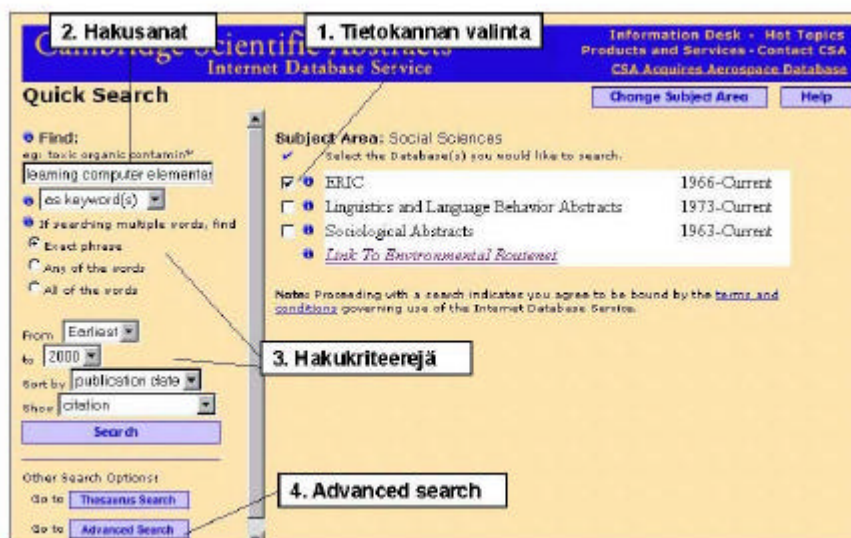 2. Hakusanat
1. Tietokannan valinta
Cambridge Scientific Abstracts
Internet Database Service
Information Desk - Hot Topics
Products and Services - Contact CSA
CSA Acquires Aerospace Database
Quick Search
Change Subject Area
Help
Find:
eg: toxic organic contamin*
learning computer elementar
as keyword(s)
If searching multiple words, find
Exact phrase
Any of the words
All of the words
From Earliest
to 2000
Sort by publication date
Show citation
Search
Other Search Options:
Go to Thesaurus Search
Go to Advanced Search
Subject Area: Social Sciences
Select the Database(s) you would like to search.
ERIC 1966-Current
Linguistics and Language Behavior Abstracts 1973-Current
Sociological Abstracts 1963-Current
Link To Environmental Routenet
Note: Proceeding with a search indicates you agree to be bound by the terms and
conditions governing use of the Internet Database Service.
3. Hakukriteerejä
4. Advanced search